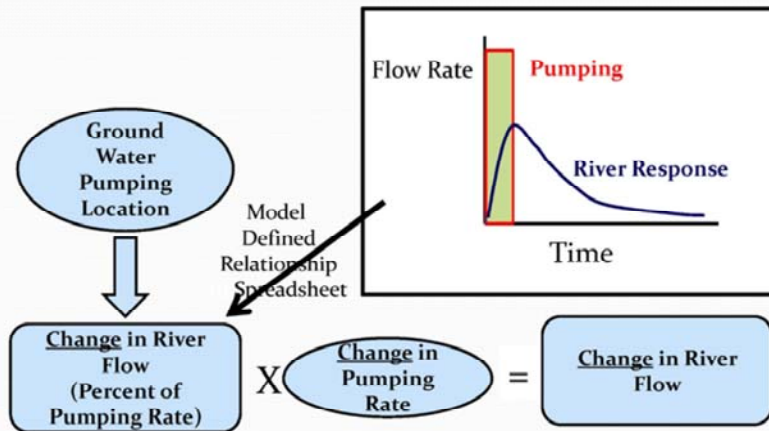 Flow Rate
Pumping
River Response
Time
Ground
Water
Pumping
Location
Model
Defined
Relationship
Spreadsheet
Change in River
Flow
(Percent of
Pumping Rate)
X
Change in
Pumping
Rate
=
Change in River
Flow